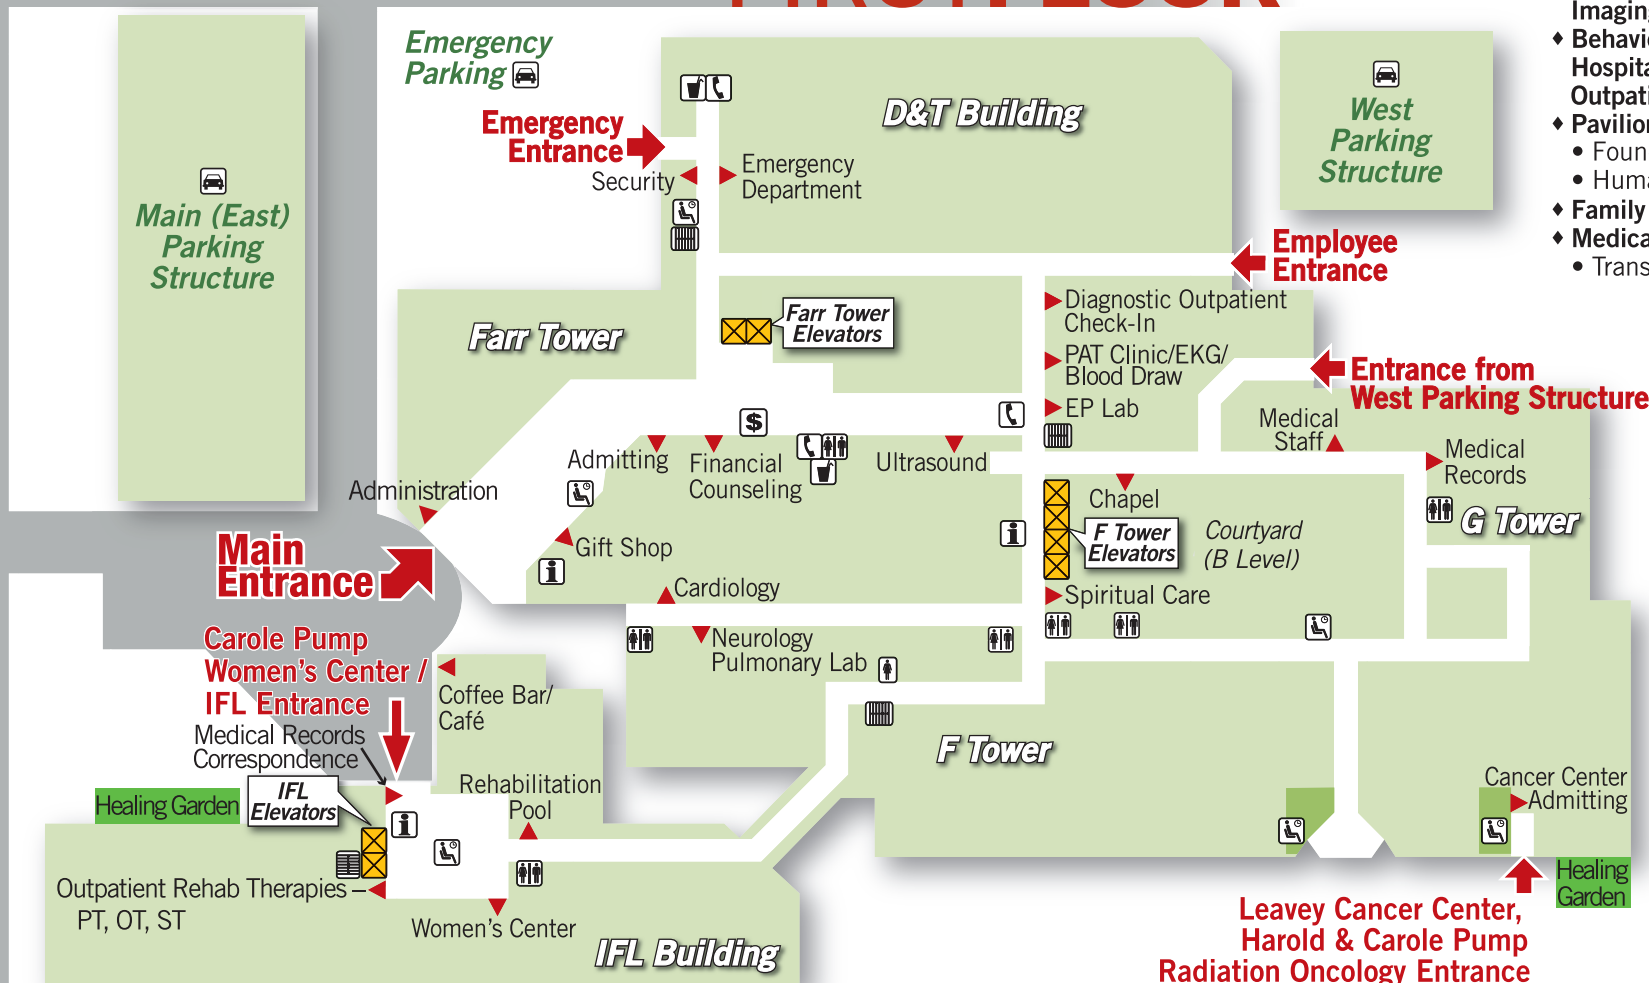 FIRST FLOOR
Emergency
Parking
D&T Building
West
Parking
Structure
Emergency
Entrance
Security
Emergency
Department
Main (East)
Parking
Structure
Employee
Entrance
Farr Tower
Farr Tower
Elevators
Diagnostic Outpatient
Check-In
PAT Clinic/EKG/
Blood Draw
EP Lab
Entrance from
West Parking Structure
Medical
Staff
Medical
Records
$
Admitting
Financial
Counseling
Ultrasound
Administration
Chapel
F Tower
Elevators
Courtyard
(B Level)
G Tower
Main
Entrance
Gift Shop
i
i
Cardiology
Spiritual Care
Neurology
Pulmonary Lab
Carole Pump
Women's Center /
IFL Entrance
Coffee Bar/
Café
Medical Records
Correspondence
F Tower
Rehabilitation
Pool
Healing Garden
IFL
Elevators
i
Cancer Center
Admitting
Outpatient Rehab Therapies –
PT, OT, ST
Women's Center
IFL Building
Healing
Garden
Leavey Cancer Center,
Harold & Carole Pump
Radiation Oncology Entrance
Imaging
♦ Behavi
Hospita
Outpati
♦ Pavilion
• Foun
• Huma
♦ Family
♦ Medica
• Trans